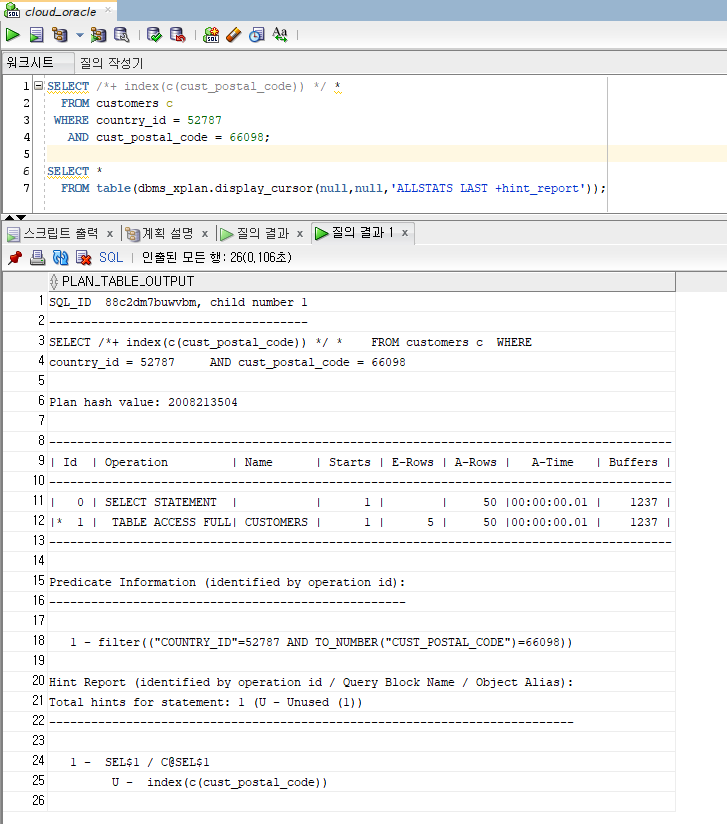 cloud_oracle
SQL
Aa
워크시트 질의 작성기
1 SELECT /*+ index(c(cust_postal_code)) */ *
2 FROM customers c
3 WHERE country_id = 52787
4 AND cust_postal_code = 66098;
5
6 SELECT *
7 FROM table(dbms_xplan.display_cursor(null,null,'ALLSTATS LAST +hint_report'));
스크립트 출력 x 계획 설명 x 질의 결과 x 질의 결과 1 x
SQL | 인출된 모든 행: 26(0,106초)
PLAN_TABLE_OUTPUT
1 SQL_ID  88c2dm7buwvbm, child number 1
2 -------------------------------------
3 SELECT /*+ index(c(cust_postal_code)) */ *    FROM customers c  WHERE
4 country_id = 52787     AND cust_postal_code = 66098
5
6 Plan hash value: 2008213504
7
8 -----------------------------------------------------------------------------------------
9 | Id  | Operation         | Name      | Starts | E-Rows | A-Rows |   A-Time   | Buffers |
10 -----------------------------------------------------------------------------------------
11 |   0 | SELECT STATEMENT  |           |      1 |        |     50 |00:00:00.01 |    1237 |
12 |*  1 |  TABLE ACCESS FULL| CUSTOMERS |      1 |      5 |     50 |00:00:00.01 |    1237 |
13 -----------------------------------------------------------------------------------------
14
15 Predicate Information (identified by operation id):
16 ---------------------------------------------------
17
18    1 - filter(("COUNTRY_ID"=52787 AND TO_NUMBER("CUST_POSTAL_CODE")=66098))
19
20 Hint Report (identified by operation id / Query Block Name / Object Alias):
21 Total hints for statement: 1 (U - Unused (1))
22 ---------------------------------------------------------------------------
23
24    1 -  SEL$1 / C@SEL$1
25          U -  index(c(cust_postal_code))
26